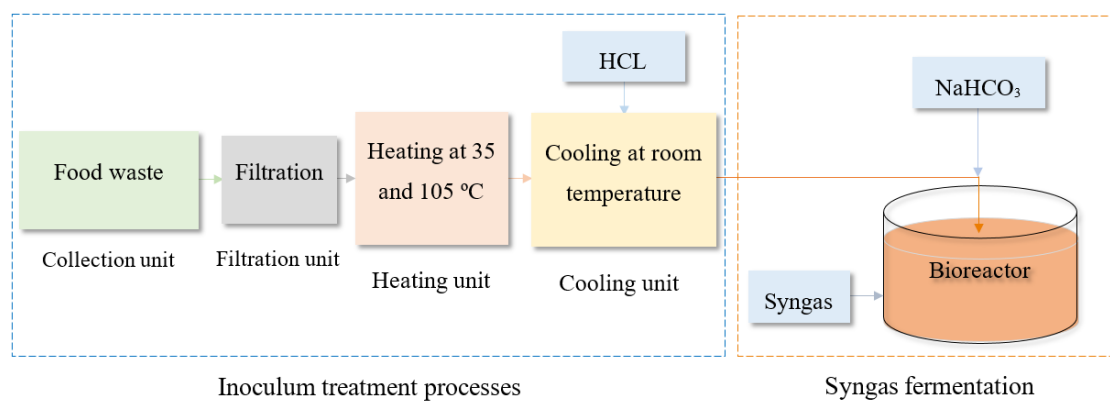 HCL
NaHCO₃
Food waste
Filtration
Heating at 35
and 105 ºC
Cooling at room
temperature
Collection unit
Filtration unit
Heating unit
Cooling unit
Syngas
Bioreactor
Inoculum treatment processes
Syngas fermentation